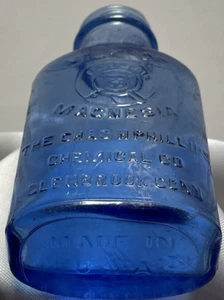 MAGNESIA
THE CHAS. H. PHILLIPS
CHEMICAL CO
GLENBROOK, CONN
MADE IN
U.S.A.